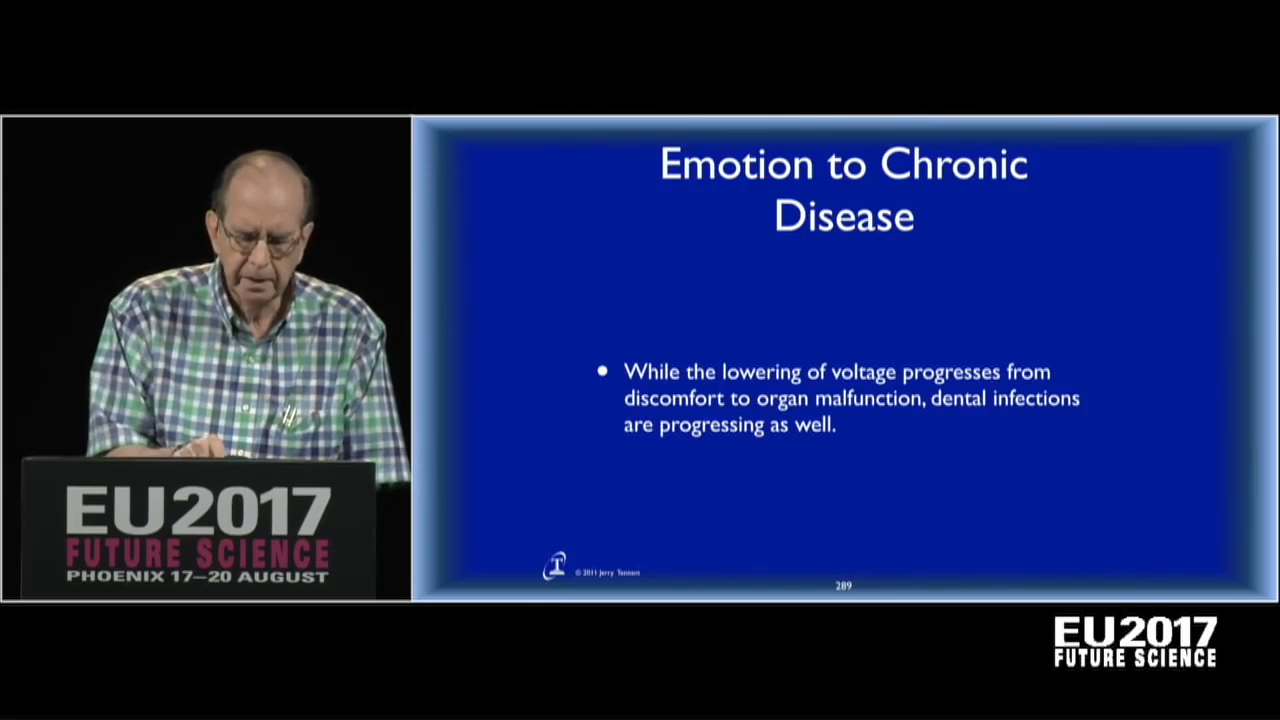 Emotion to Chronic
Disease
• While the lowering of voltage progresses from
discomfort to organ malfunction, dental infections
are progressing as well.
T
© 2011 Jerry Tennant
289
EU2017
FUTURE SCIENCE
PHOENIX 17–20 AUGUST
EU2017
FUTURE SCIENCE